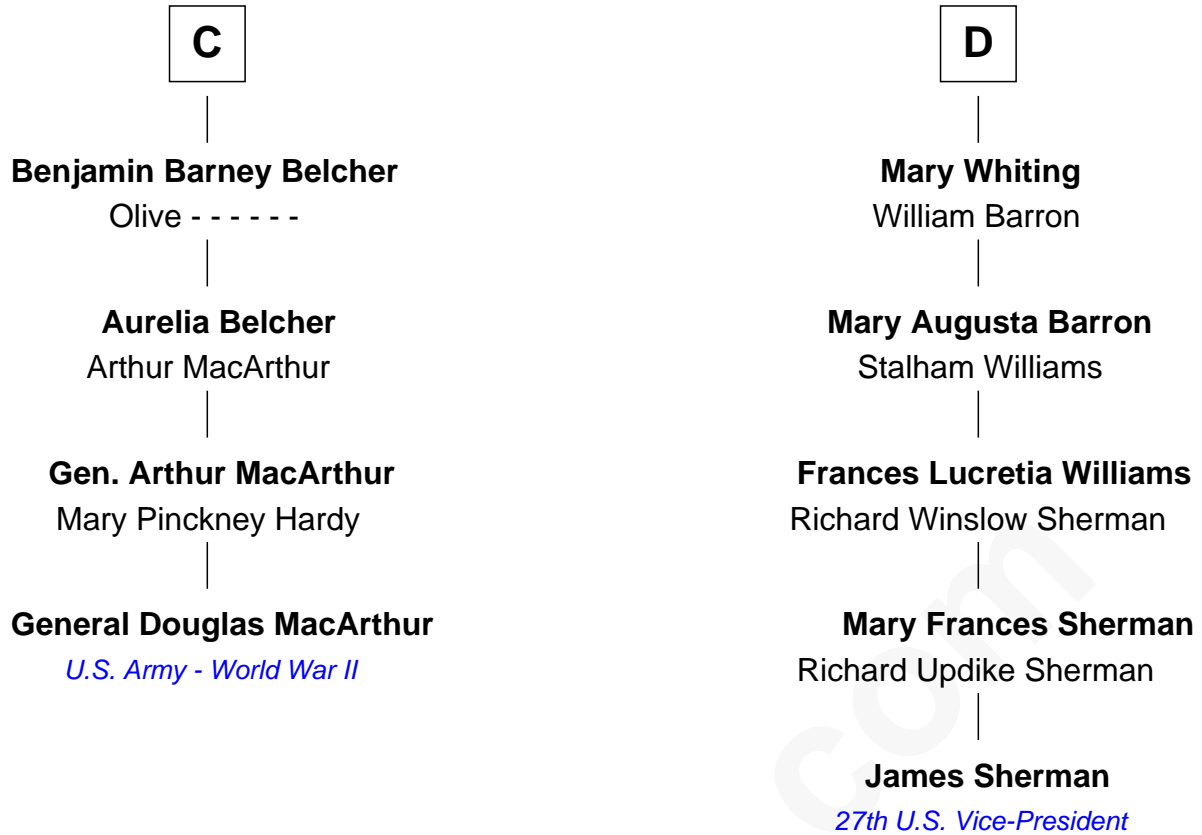 C
Benjamin Barney Belcher
Olive - - - - - -
Aurelia Belcher
Arthur MacArthur
Gen. Arthur MacArthur
Mary Pinckney Hardy
General Douglas MacArthur
U.S. Army - World War II
D
Mary Whiting
William Barron
Mary Augusta Barron
Stalham Williams
Frances Lucretia Williams
Richard Winslow Sherman
Mary Frances Sherman
Richard Updike Sherman
James Sherman
27th U.S. Vice-President
com